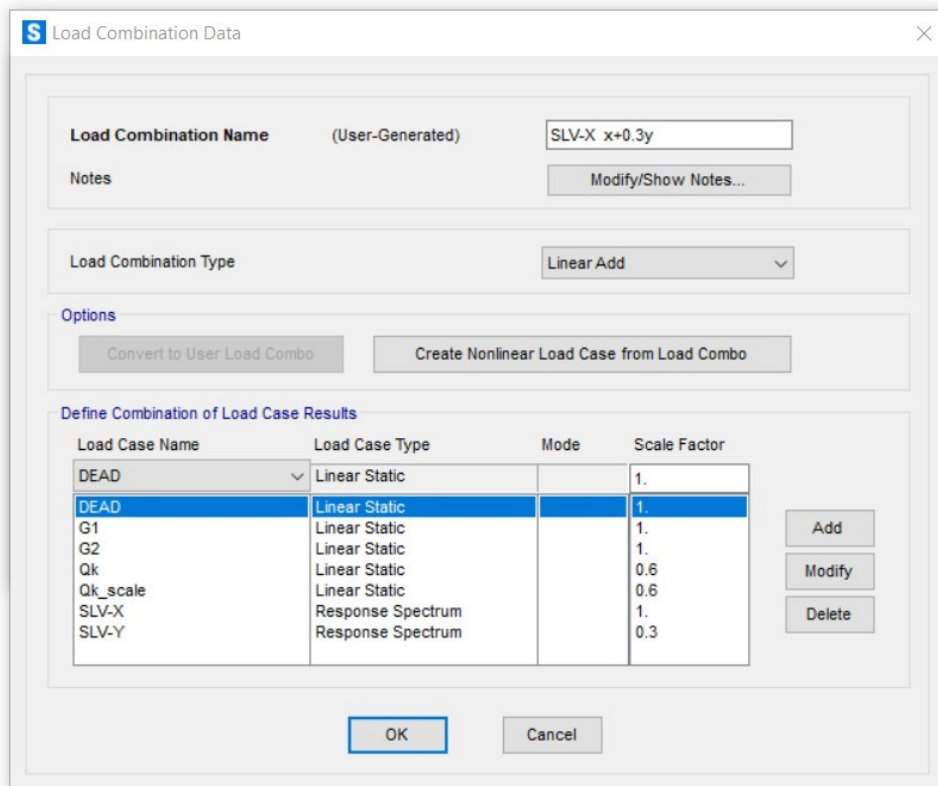 S Load Combination Data
Load Combination Name (User-Generated) SLV-X x+0.3y
Notes Modify/Show Notes...
Load Combination Type Linear Add
Options
Convert to User Load Combo Create Nonlinear Load Case from Load Combo
Define Combination of Load Case Results
Load Case Name Load Case Type Mode Scale Factor
DEAD Linear Static 1.
DEAD Linear Static 1.
G1 Linear Static 1.
G2 Linear Static 1.
Qk Linear Static 0.6
Qk_scale Linear Static 0.6
SLV-X Response Spectrum 1.
SLV-Y Response Spectrum 0.3
Add
Modify
Delete
OK Cancel